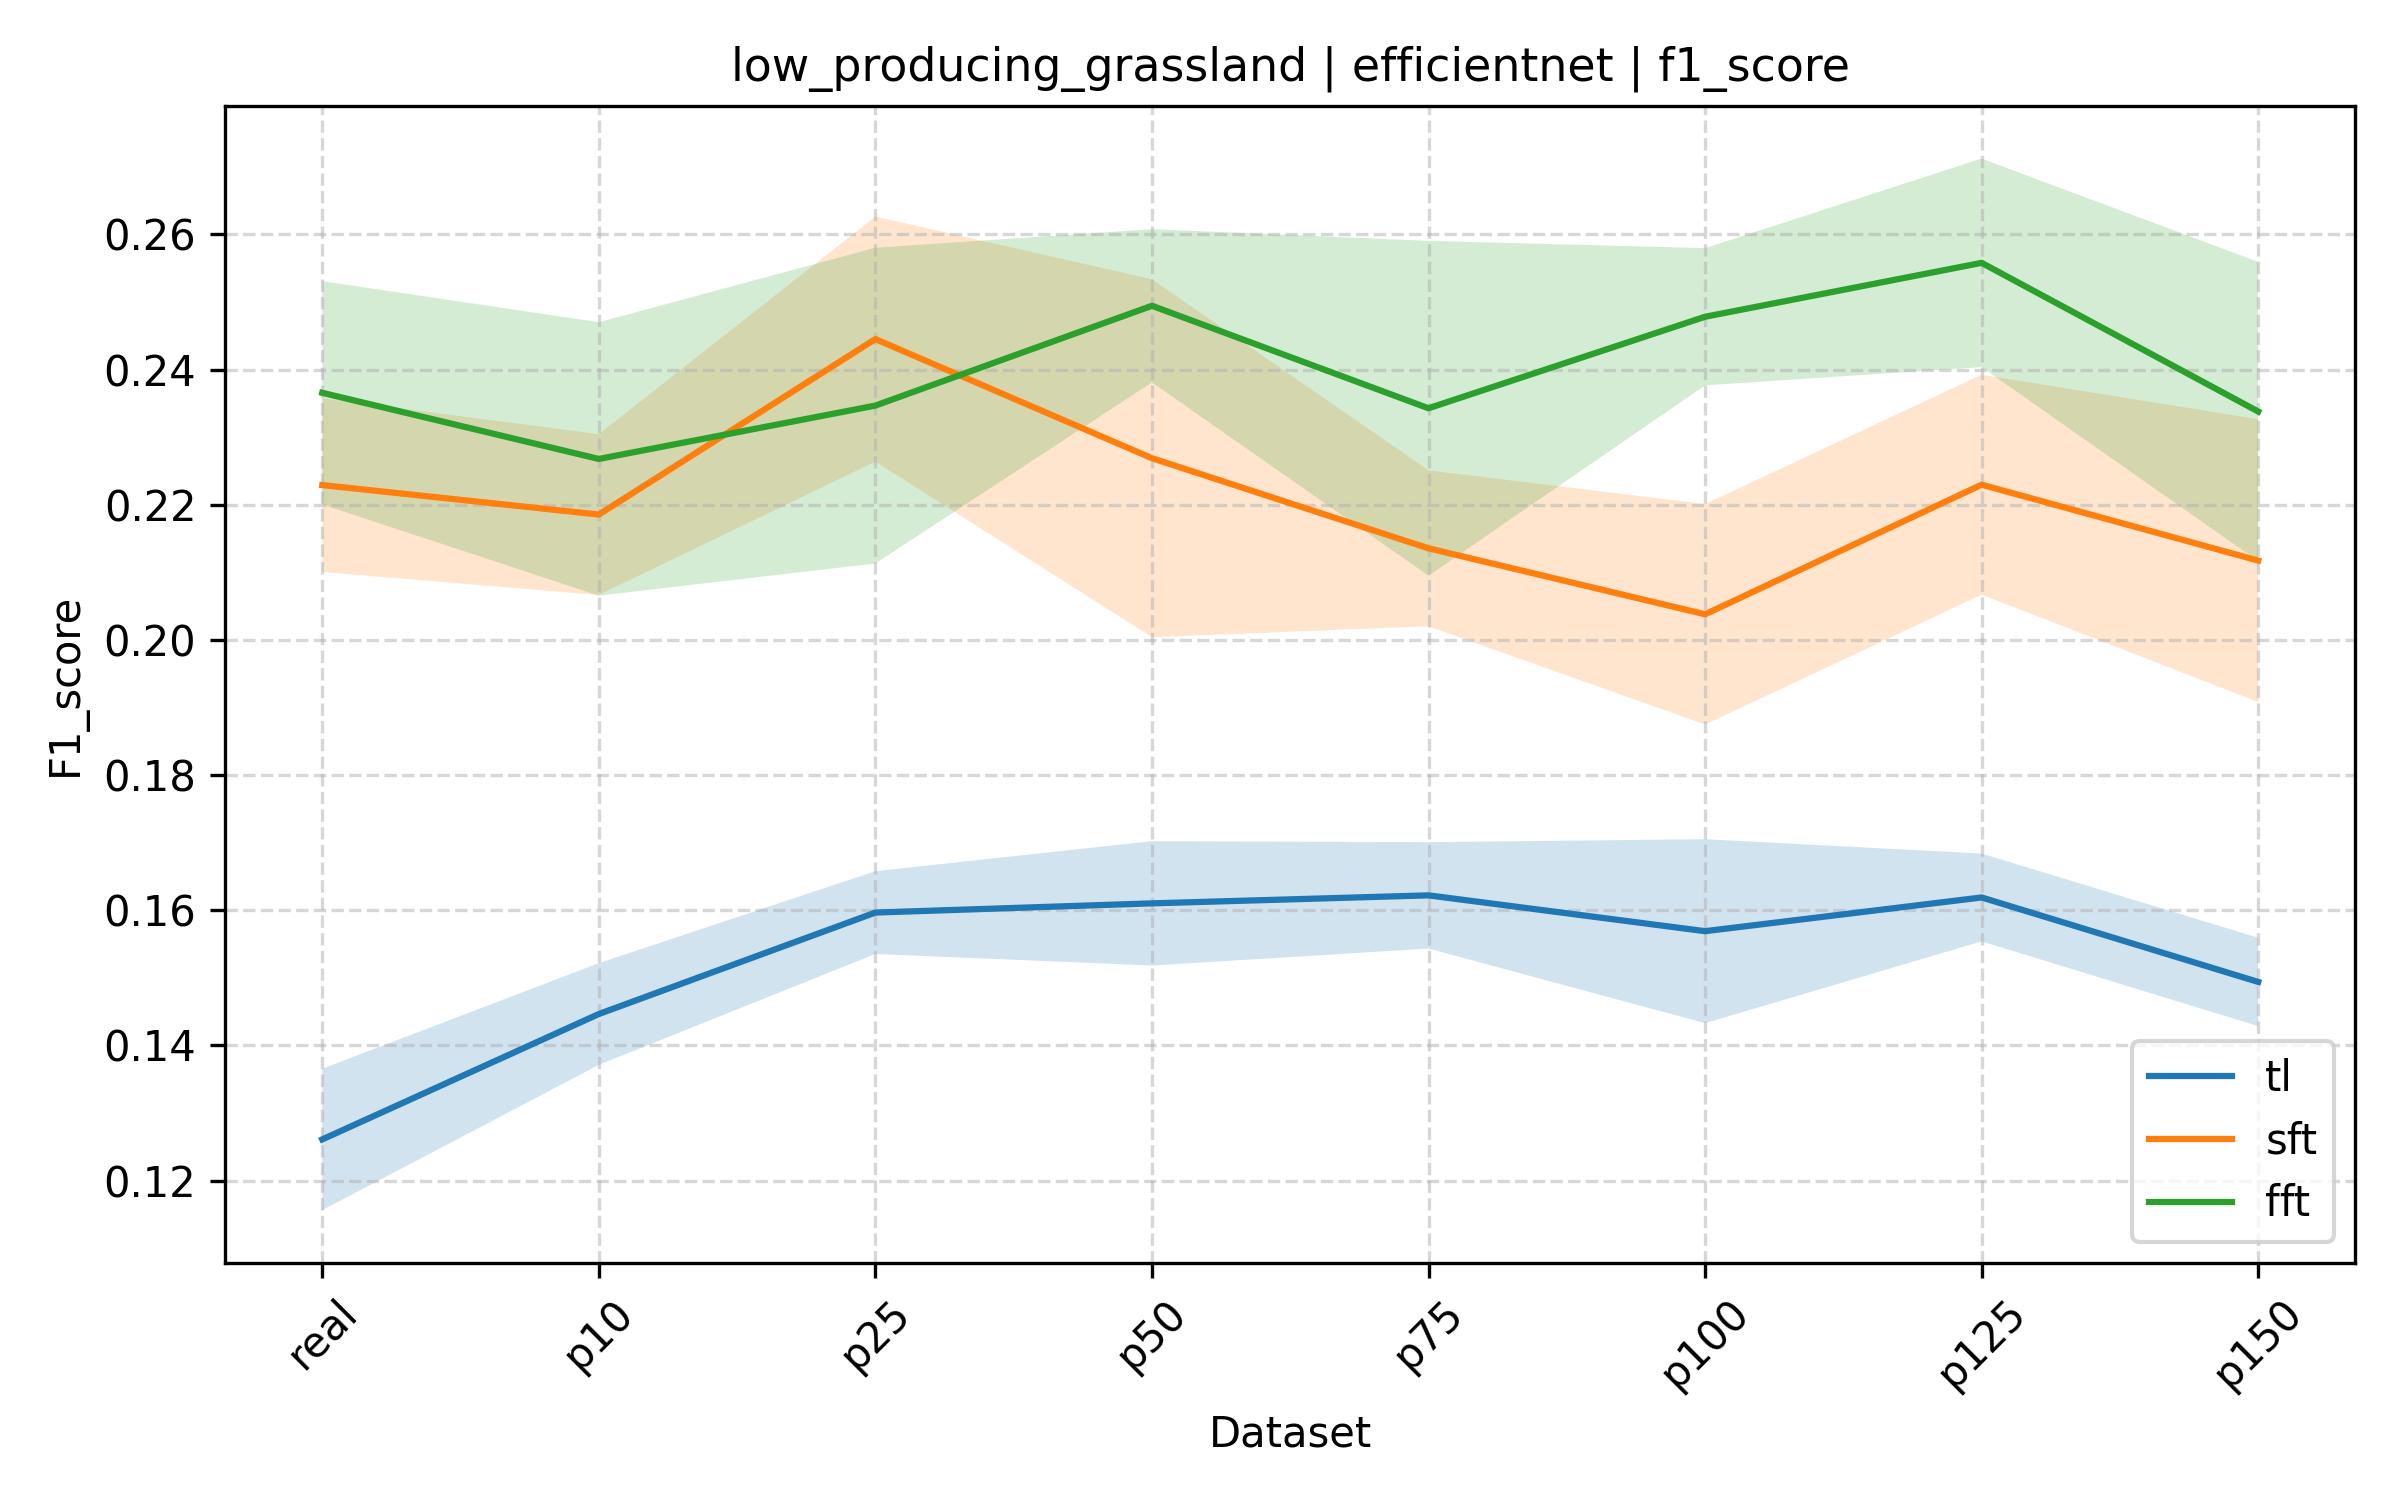 low_producing_grassland | efficientnet | f1_score
F1_score
0.26
0.24
0.22
0.20
0.18
0.16
0.14
0.12
tl
sft
fft
real
p10
p25
p50
p75
p100
p125
p150
Dataset